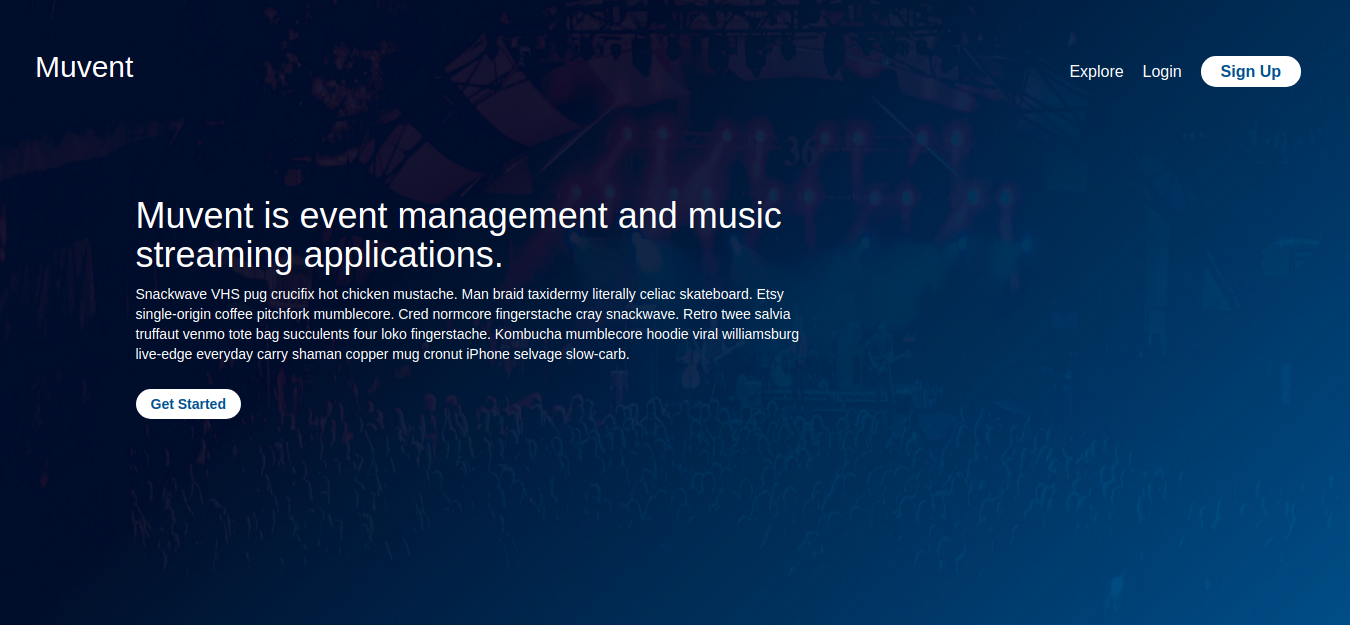 Muvent
Explore Login Sign Up
36
Muvent is event management and music
streaming applications.
Snackwave VHS pug crucifix hot chicken mustache. Man braid taxidermy literally celiac skateboard. Etsy
single-origin coffee pitchfork mumblecore. Cred normcore fingerstache cray snackwave. Retro twee salvia
truffaut venmo tote bag succulents four loko fingerstache. Kombucha mumblecore hoodie viral williamsburg
live-edge everyday carry shaman copper mug cronut iPhone selvage slow-carb.
Get Started